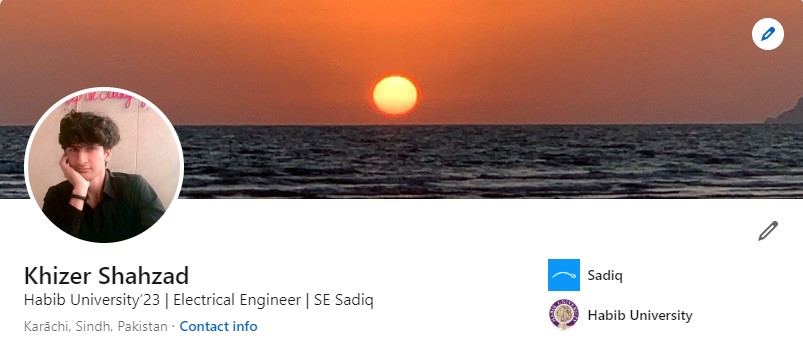 Khizer Shahzad
Habib University'23 | Electrical Engineer | SE Sadiq
Karāchi, Sindh, Pakistan · Contact info
Sadiq
Habib University